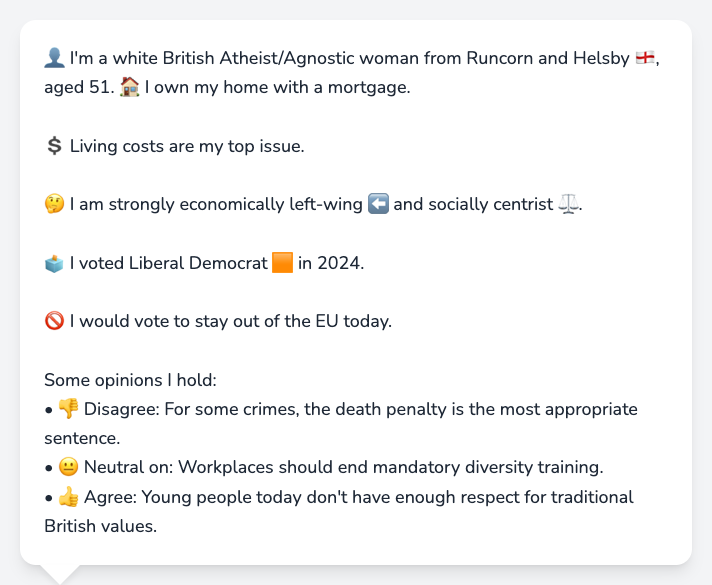 👤 I'm a white British Atheist/Agnostic woman from Runcorn and Helsby 🏴󠁧󠁢󠁥󠁮󠁧󠁿,
aged 51. 🏠 I own my home with a mortgage.
💲 Living costs are my top issue.
🤔 I am strongly economically left-wing ⬅️ and socially centrist ⚖️.
🗳️ I voted Liberal Democrat 🟧 in 2024.
🚫 I would vote to stay out of the EU today.
Some opinions I hold:
• 👎 Disagree: For some crimes, the death penalty is the most appropriate
sentence.
• 😐 Neutral on: Workplaces should end mandatory diversity training.
• 👍 Agree: Young people today don't have enough respect for traditional
British values.